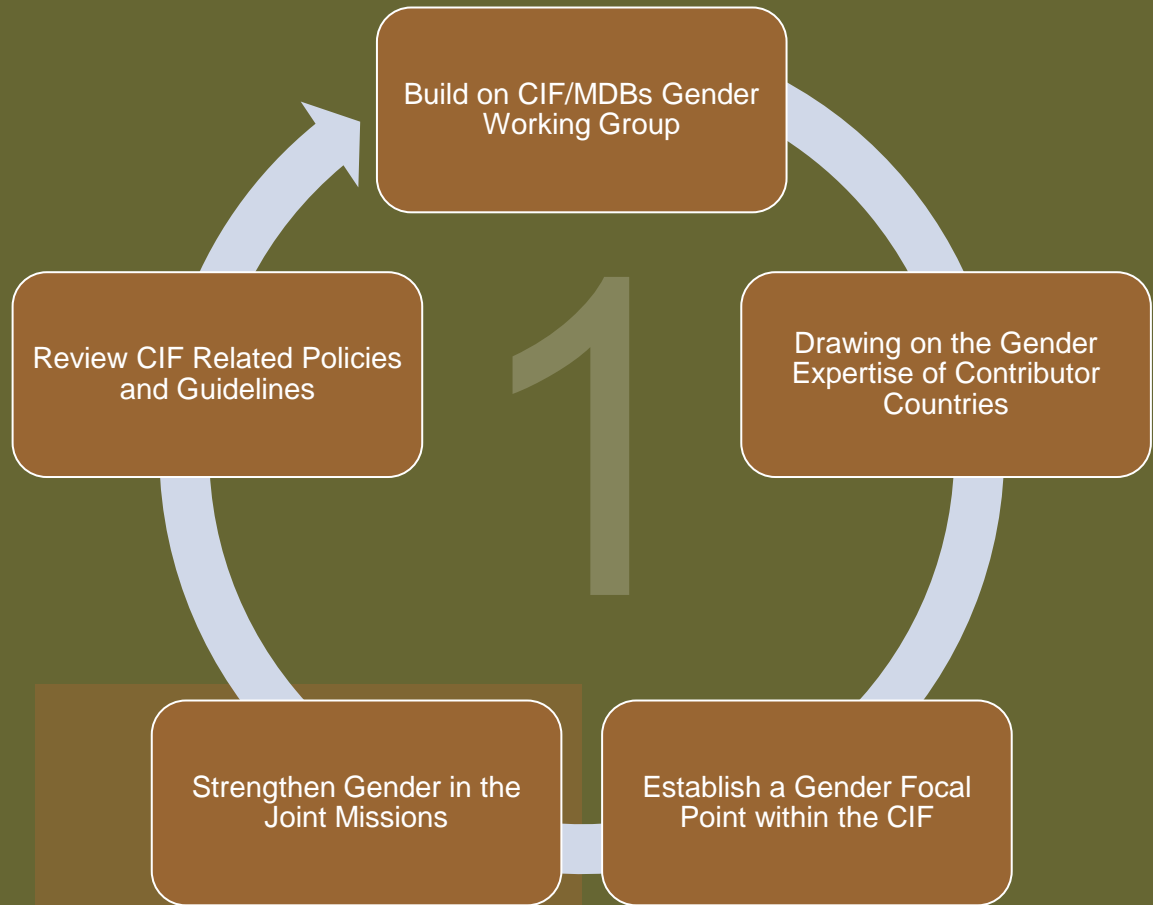 Build on CIF/MDBs Gender
Working Group
Drawing on the Gender
Expertise of Contributor
Countries
Establish a Gender Focal
Point within the CIF
Strengthen Gender in the
Joint Missions
Review CIF Related Policies
and Guidelines
1